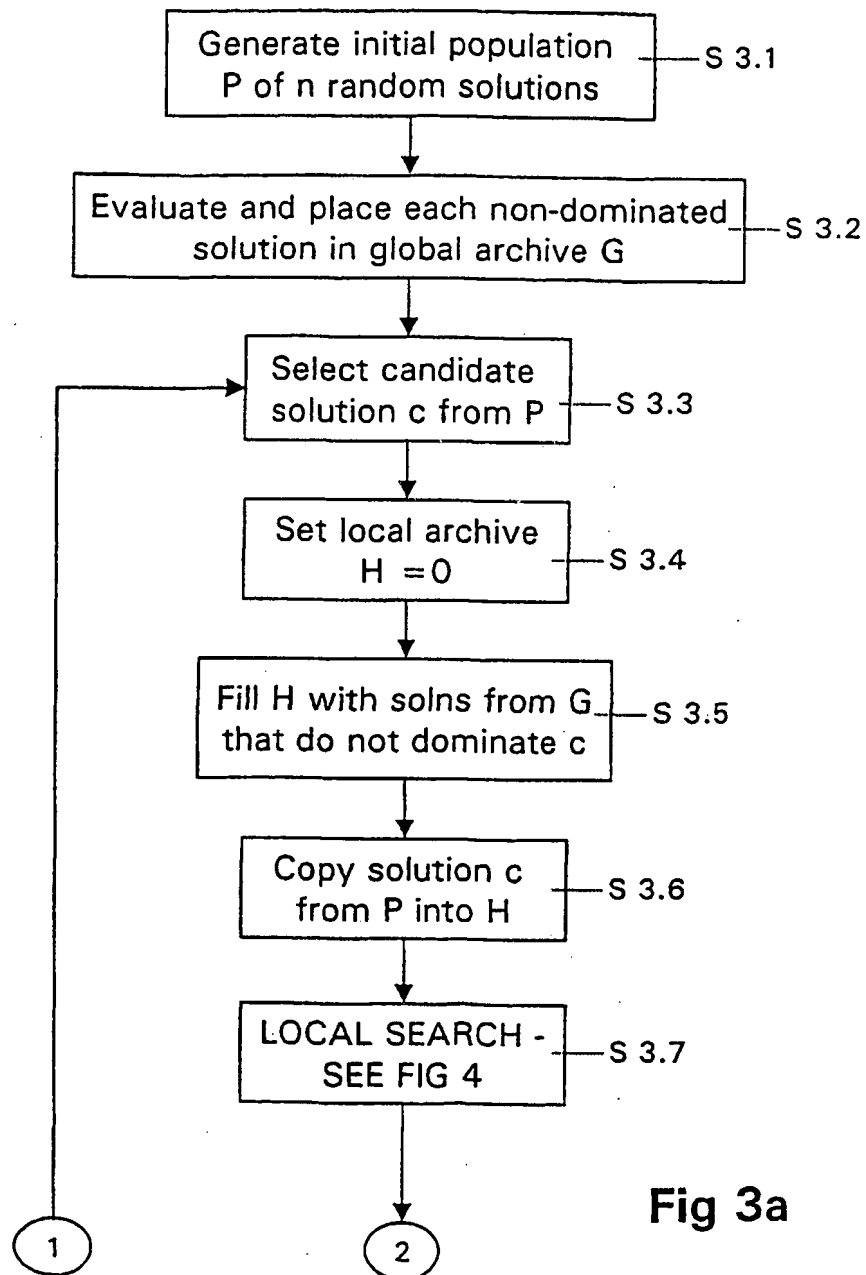 Generate initial population
P of n random solutions
S 3.1
Evaluate and place each non-dominated
solution in global archive G
S 3.2
Select candidate
solution c from P
S 3.3
Set local archive
H = 0
S 3.4
Fill H with solns from G
that do not dominate c
S 3.5
Copy solution c
from P into H
S 3.6
LOCAL SEARCH -
SEE FIG 4
S 3.7
Fig 3a
1
2